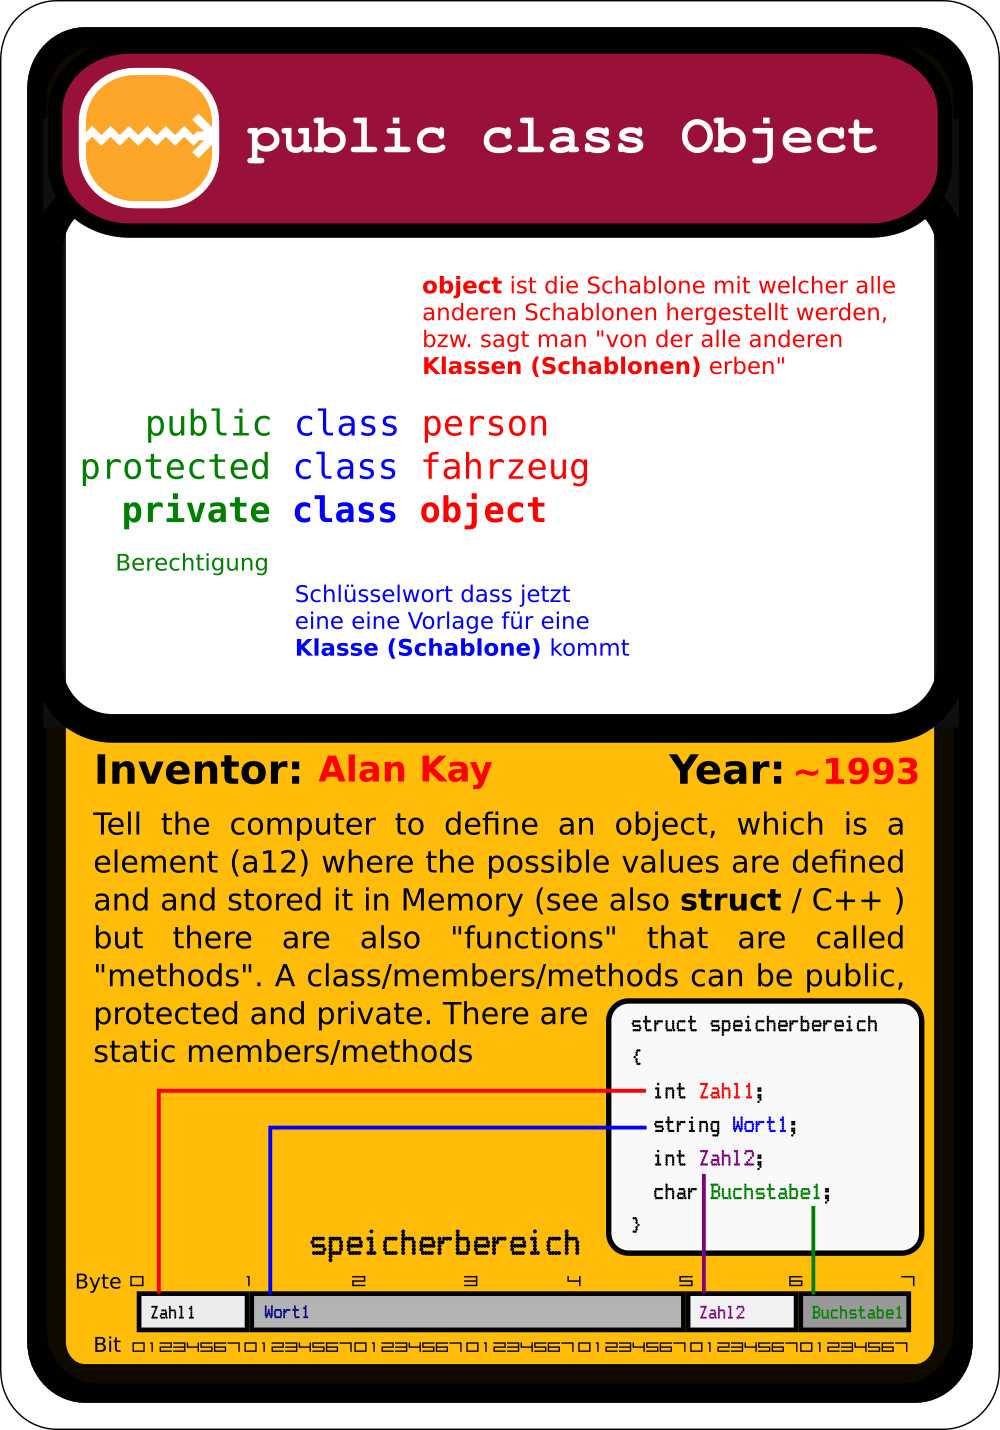 public class Object
object ist die Schablone mit welcher alle
anderen Schablonen hergestellt werden,
bzw. sagt man "von der alle anderen
Klassen (Schablonen) erben"
public class person
protected class fahrzeug
private class object
Berechtigung
Schlüsselwort dass jetzt
eine eine Vorlage für eine
Klasse (Schablone) kommt
Inventor: Alan Kay Year: ~1993
Tell the computer to define an object, which is a
element (a12) where the possible values are defined
and and stored it in Memory (see also struct / C++ )
but there are also "functions" that are called
"methods". A class/members/methods can be public,
protected and private. There are
static members/methods
struct speicherbereich
{
int Zahl1;
string Wort1;
int Zahl2;
char Buchstabe1;
}
speicherbereich
Byte 0 1 2 3 4 5 6 7
Zahl1 Wort1 Zahl2 Buchstabe1
Bit 01234567012345670123456701234567012345670123456701234567